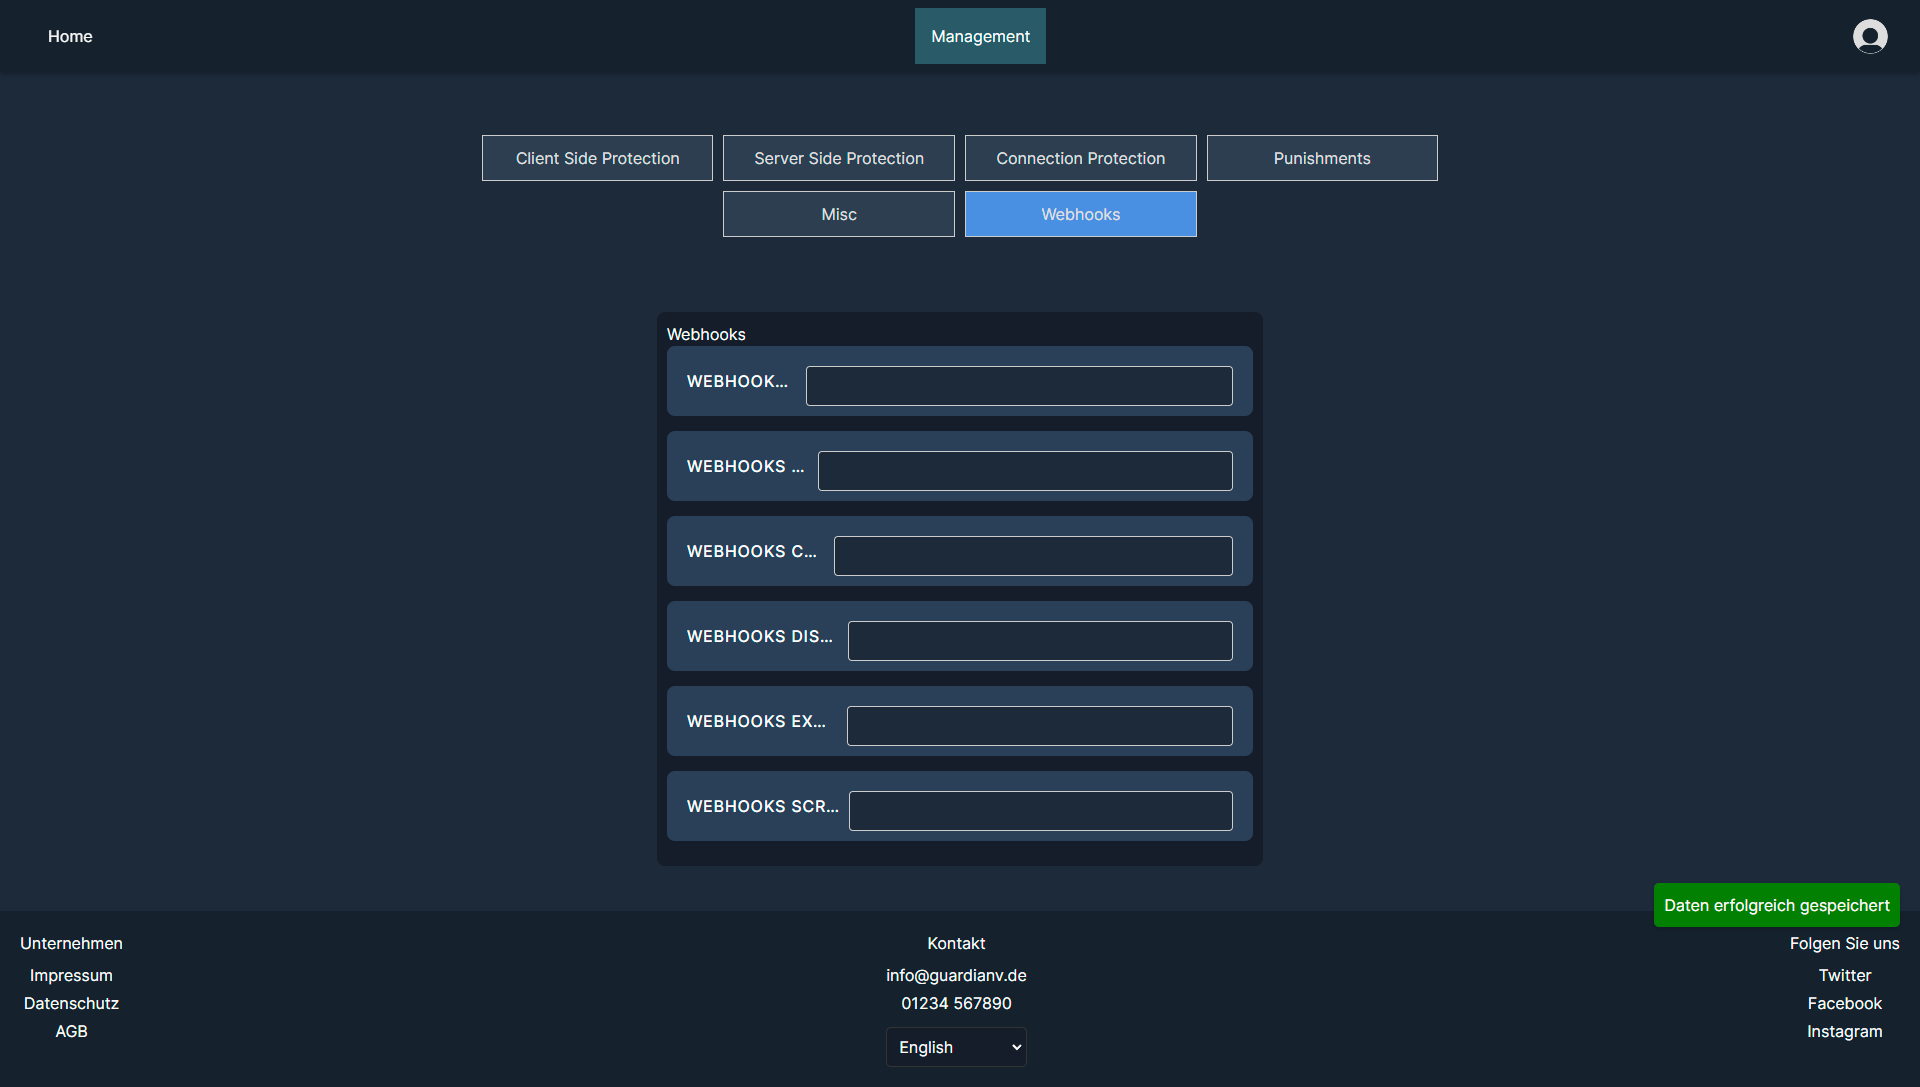 Home
Management
Client Side Protection
Server Side Protection
Connection Protection
Punishments
Misc
Webhooks
Webhooks
WEBHOOK...
WEBHOOKS ...
WEBHOOKS C...
WEBHOOKS DIS...
WEBHOOKS EX...
WEBHOOKS SCR...
Daten erfolgreich gespeichert
Unternehmen
Impressum
Datenschutz
AGB
Kontakt
info@guardianv.de
01234 567890
English
Folgen Sie uns
Twitter
Facebook
Instagram